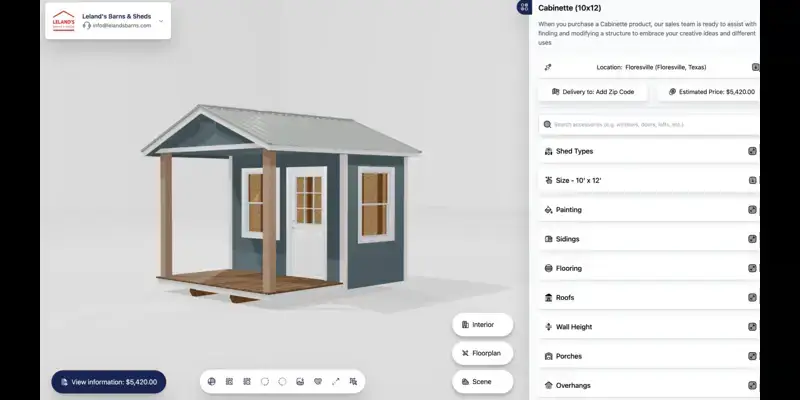 LELAND'S
Leland's Barns & Sheds
info@lelandsbarns.com
Cabinette (10x12)
When you purchase a Cabinette product, our sales team is ready to assist with
finding and modifying a structure to embrace your creative ideas and different
uses
Location: Floresville (Floresville, Texas)
Delivery to: Add Zip Code
Estimated Price: $5,420.00
Search accessories (e.g. windows, doors, lofts, etc.)
Shed Types
Size - 10' x 12'
Painting
Sidings
Flooring
Roofs
Wall Height
Porches
Overhangs
Interior
Floorplan
Scene
View information: $5,420.00